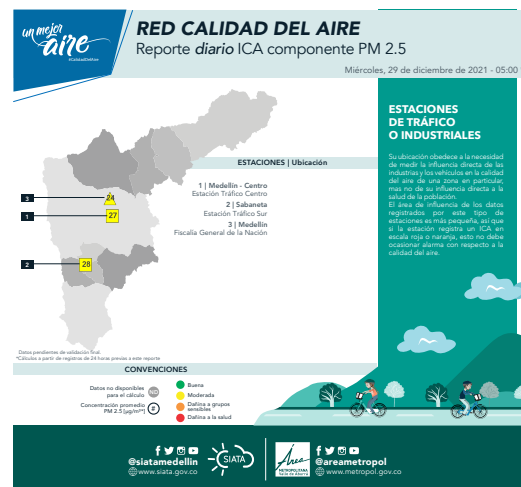 un mejor
aire
#CalidadDelAire
RED CALIDAD DEL AIRE
Reporte diario ICA componente PM 2.5
Miércoles, 29 de diciembre de 2021 - 05:00
ESTACIONES | Ubicación
1 | Medellín - Centro
Estación Tráfico Centro
2 | Sabaneta
Estación Tráfico Sur
3 | Medellín
Fiscalía General de la Nación
3
24
1
27
2
28
ESTACIONES
DE TRÁFICO
O INDUSTRIALES
Su ubicación obedece a la necesidad
de medir la influencia directa de las
industrias y los vehículos en la calidad
del aire de una zona en particular,
mas no de su influencia directa a la
salud de la población.
El área de influencia de los datos
registrados por este tipo de
estaciones es más pequeña, así que
si la estación registra un ICA en
escala roja o naranja, esto no debe
ocasionar alarma con respecto a la
calidad del aire.
Datos pendientes de validación final.
*Cálculos a partir de registros de 24 horas previas a este reporte
CONVENCIONES
Datos no disponibles
para el cálculo
Concentración promedio
PM 2.5 [µg/m³*]
#
Buena
Moderada
Dañina a grupos
sensibles
Dañina a la salud
@siatamedellin
www.siata.gov.co
SIATA
Área
METROPOLITANA
Valle de Aburrá
@areametropol
www.metropol.gov.co